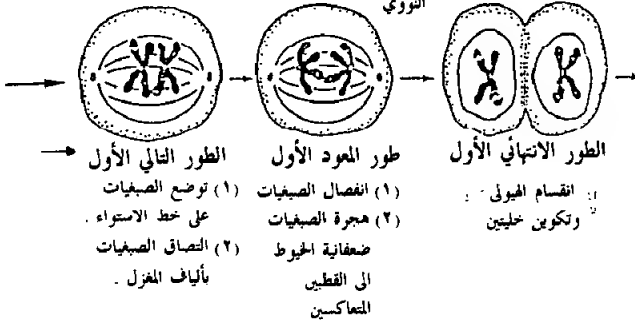 النووي
الطور التالي الأول
(١) توضع الصبغيات
على خط الاستواء .
(٢) التصاق الصبغيات
بألياف المغزل .
طور المعود الأول
(١) انفصال الصبغيات
(٢) هجرة الصبغيات
ضعفانية الخيوط
الى القطبين
المتعاكسين
الطور الانتهائي الأول
انقسام الهيولى
وتكوين خليتين